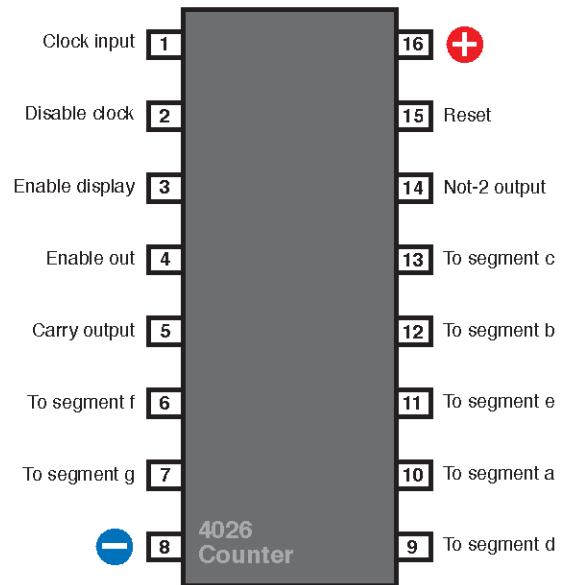 Clock input 1
16 +
Disable clock 2
15 Reset
Enable display 3
14 Not-2 output
Enable out 4
13 To segment c
Carry output 5
12 To segment b
To segment f 6
11 To segment e
To segment g 7
10 To segment a
− 8
4026
Counter
9 To segment d